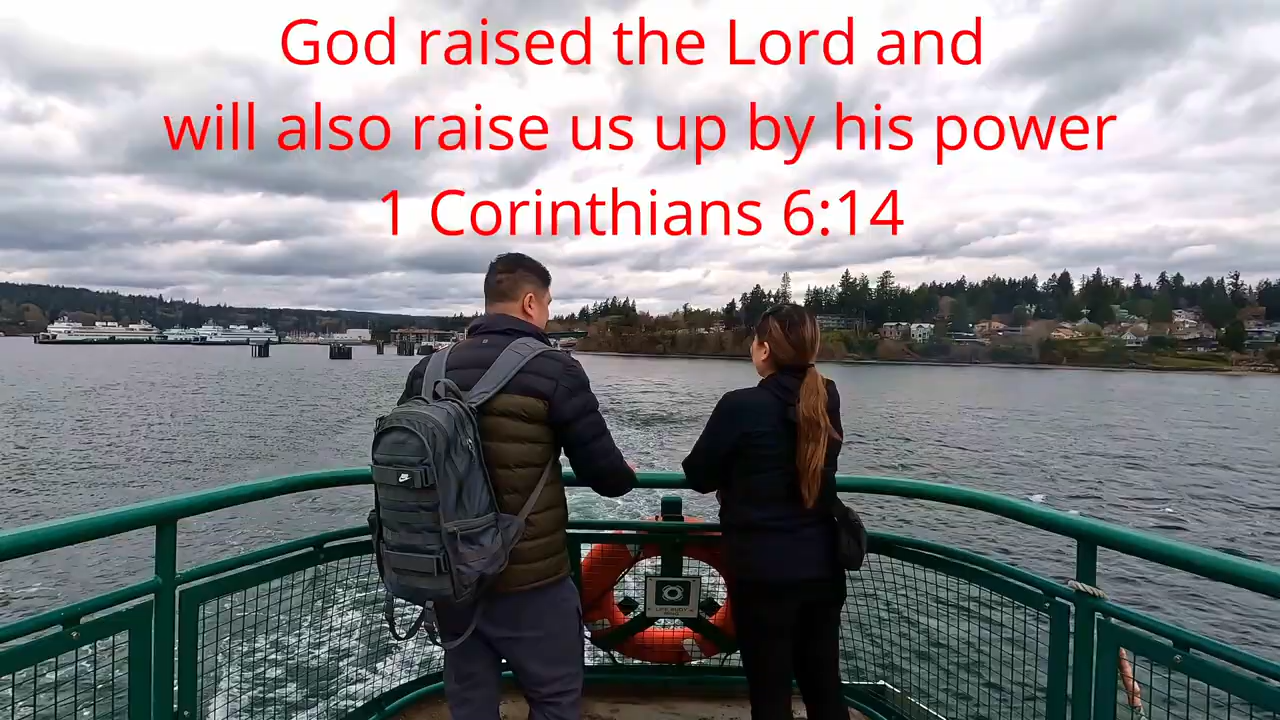 God raised the Lord and
will also raise us up by his power
1 Corinthians 6:14